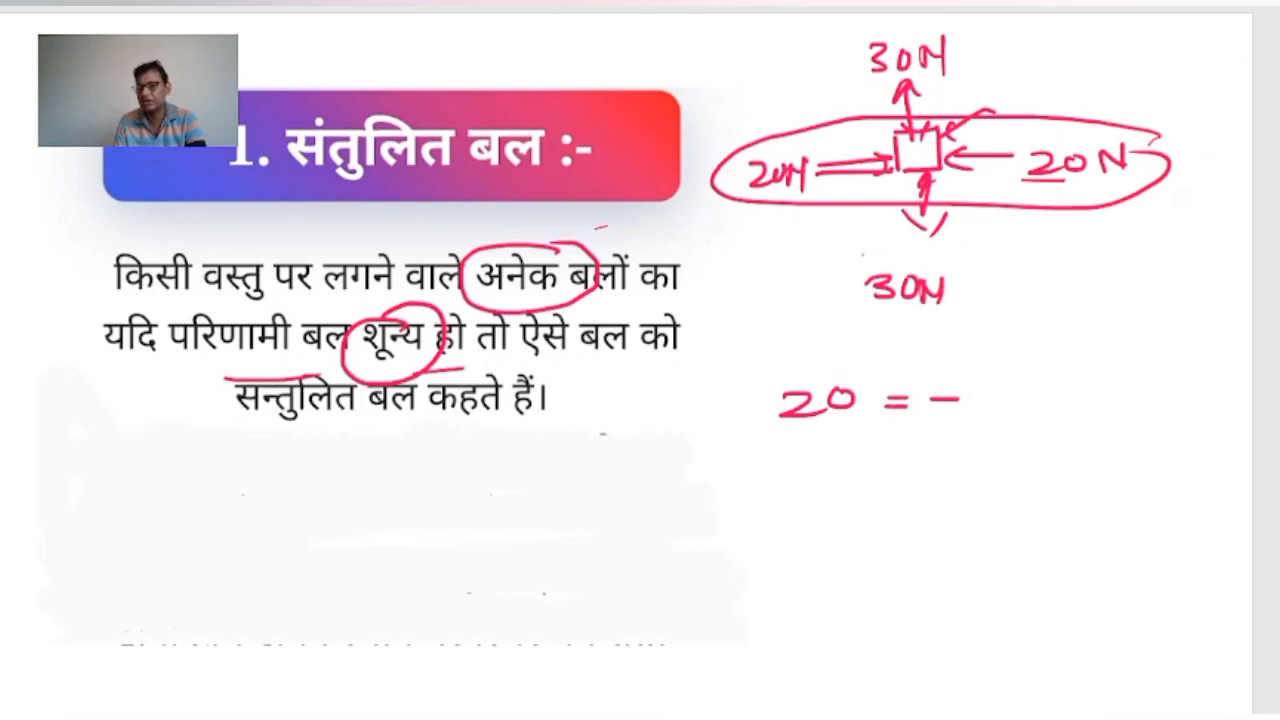 1. संतुलित बल :-
किसी वस्तु पर लगने वाले अनेक बलों का
यदि परिणामी बल शून्य हो तो ऐसे बल को
सन्तुलित बल कहते हैं।
30N
20N
20N
30N
20 = -